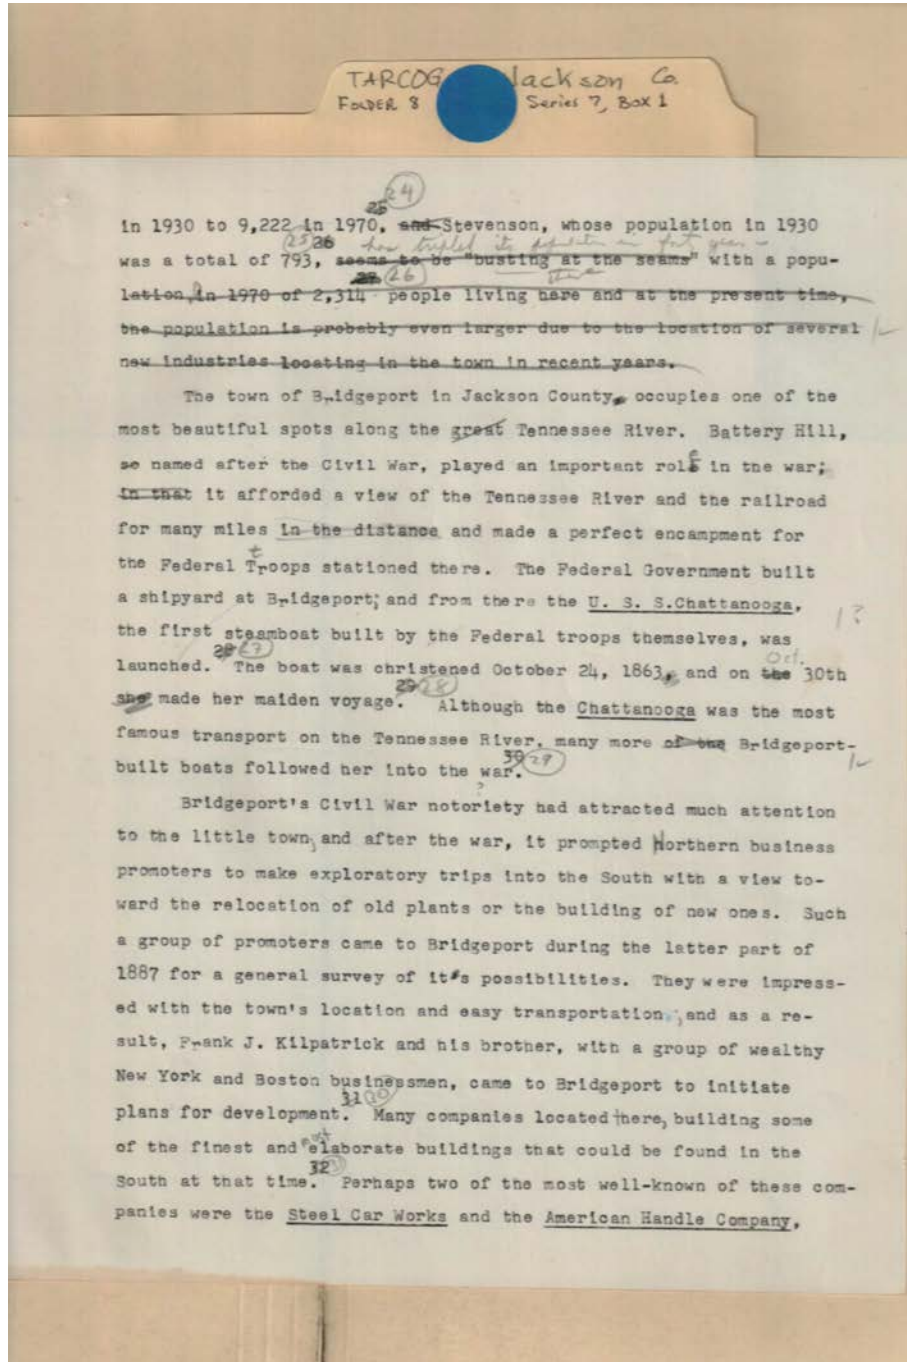 TARCOG Jackson Co.
FOLDER 8 Series 7, Box 1
24
25
in 1930 to 9,222 in 1970, and Stevenson, whose population in 1930
25 26 has tripled its population in forty years
was a total of 793, seems to be "busting at the seams" with a popu-
26 there
lation in 1970 of 2,314 people living here and at the present time,
the population is probably even larger due to the location of several
new industries locating in the town in recent years.
The town of Bridgeport in Jackson County, occupies one of the
most beautiful spots along the great Tennessee River. Battery Hill,
so named after the Civil War, played an important role in the war;
in that it afforded a view of the Tennessee River and the railroad
for many miles in the distance and made a perfect encampment for
t
the Federal Troops stationed there. The Federal Government built
a shipyard at Bridgeport; and from there the U. S. S.Chattanooga,
1?
the first steamboat built by the Federal troops themselves, was
28 27 Oct.
launched. The boat was christened October 24, 1863, and on the 30th
29 28
she made her maiden voyage. Although the Chattanooga was the most
famous transport on the Tennessee River, many more of the Bridgeport-
30 29
built boats followed her into the war.
?
Bridgeport's Civil War notoriety had attracted much attention
to the little town, and after the war, it prompted Northern business
promoters to make exploratory trips into the South with a view to-
ward the relocation of old plants or the building of new ones. Such
a group of promoters came to Bridgeport during the latter part of
1887 for a general survey of it's possibilities. They were impress-
ed with the town's location and easy transportation, and as a re-
sult, Frank J. Kilpatrick and his brother, with a group of wealthy
New York and Boston businessmen, came to Bridgeport to initiate
31 30
plans for development. Many companies located there, building some
most
of the finest and elaborate buildings that could be found in the
32
South at that time. Perhaps two of the most well-known of these com-
panies were the Steel Car Works and the American Handle Company,